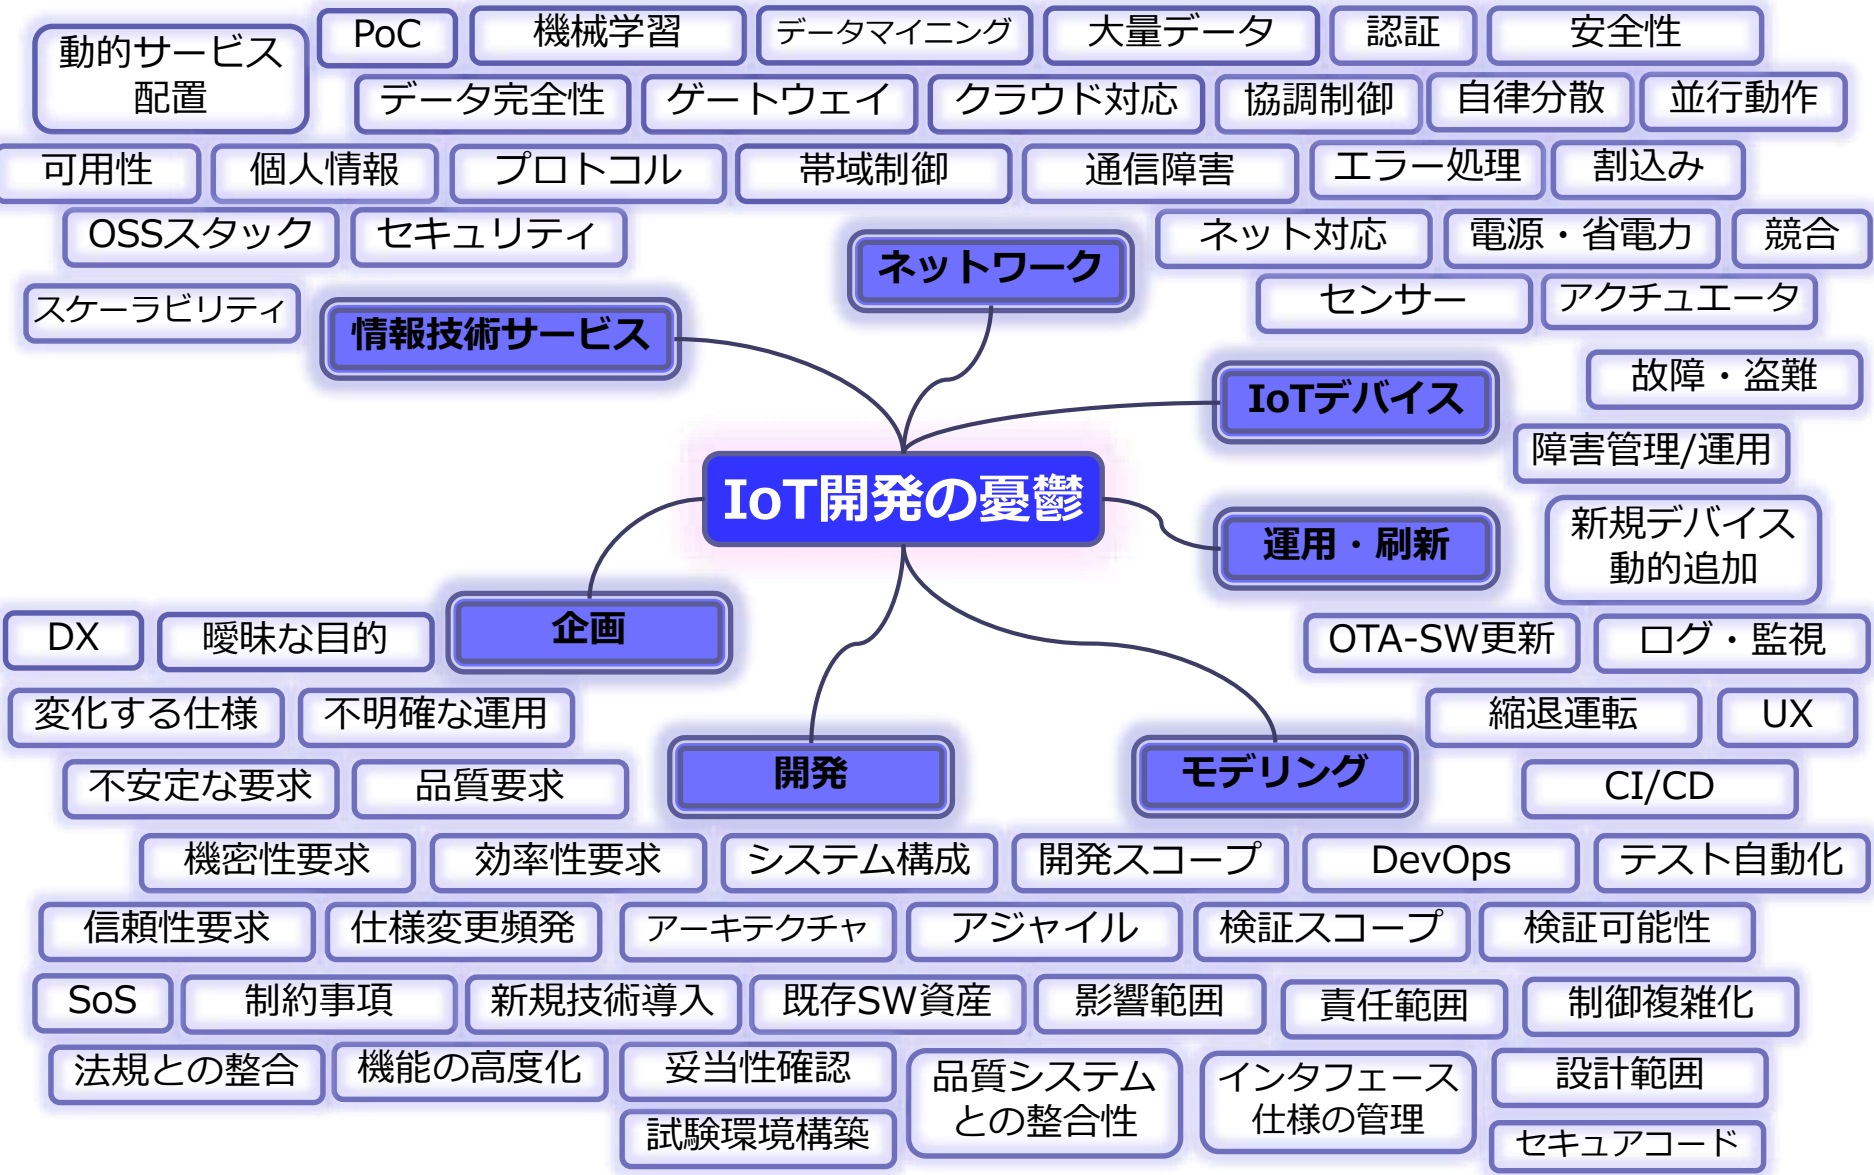 動的サービス
配置
PoC
機械学習
データマイニング
大量データ
認証
安全性
データ完全性
ゲートウェイ
クラウド対応
協調制御
自律分散
並行動作
可用性
個人情報
プロトコル
帯域制御
通信障害
エラー処理
割込み
OSSスタック
セキュリティ
ネットワーク
ネット対応
電源・省電力
競合
スケーラビリティ
情報技術サービス
センサー
アクチュエータ
IoTデバイス
故障・盗難
障害管理/運用
IoT開発の憂鬱
運用・刷新
新規デバイス
動的追加
DX
曖昧な目的
企画
OTA-SW更新
ログ・監視
変化する仕様
不明確な運用
縮退運転
UX
不安定な要求
品質要求
開発
モデリング
CI/CD
機密性要求
効率性要求
システム構成
開発スコープ
DevOps
テスト自動化
信頼性要求
仕様変更頻発
アーキテクチャ
アジャイル
検証スコープ
検証可能性
SoS
制約事項
新規技術導入
既存SW資産
影響範囲
責任範囲
制御複雑化
法規との整合
機能の高度化
妥当性確認
品質システム
との整合性
インタフェース
仕様の管理
設計範囲
試験環境構築
セキュアコード